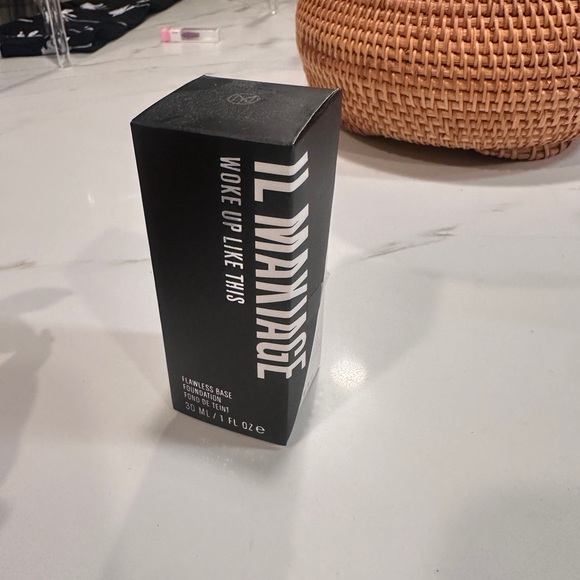 IL MAKIAGE
WOKE UP LIKE THIS
FLAWLESS BASE
FOUNDATION
FOND DE TEINT
30 ML / 1 FL OZ ℮